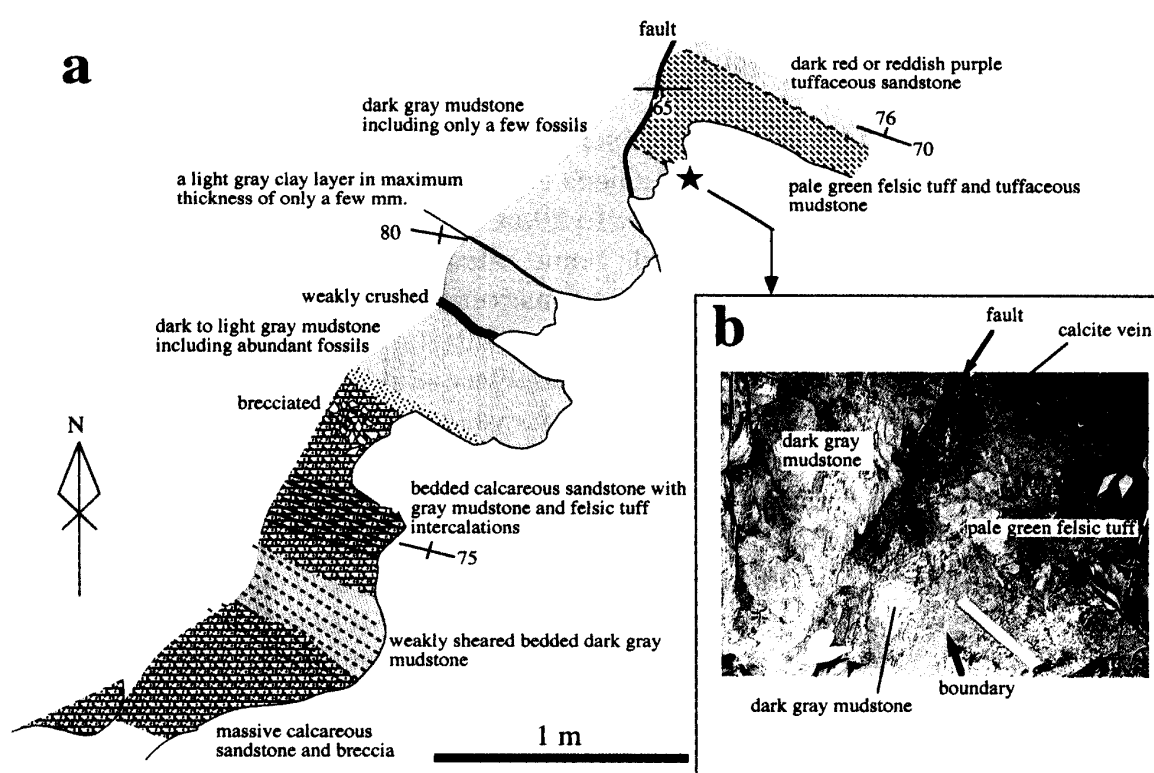 a
fault
dark red or reddish purple
tuffaceous sandstone
dark gray mudstone
including only a few fossils
65
76
70
a light gray clay layer in maximum
thickness of only a few mm.
pale green felsic tuff and tuffaceous
mudstone
80
weakly crushed
dark to light gray mudstone
including abundant fossils
brecciated
N
bedded calcareous sandstone with
gray mudstone and felsic tuff
intercalations
75
weakly sheared bedded dark gray
mudstone
massive calcareous
sandstone and breccia
1 m
b
fault
calcite vein
dark gray
mudstone
pale green felsic tuff
boundary
dark gray mudstone